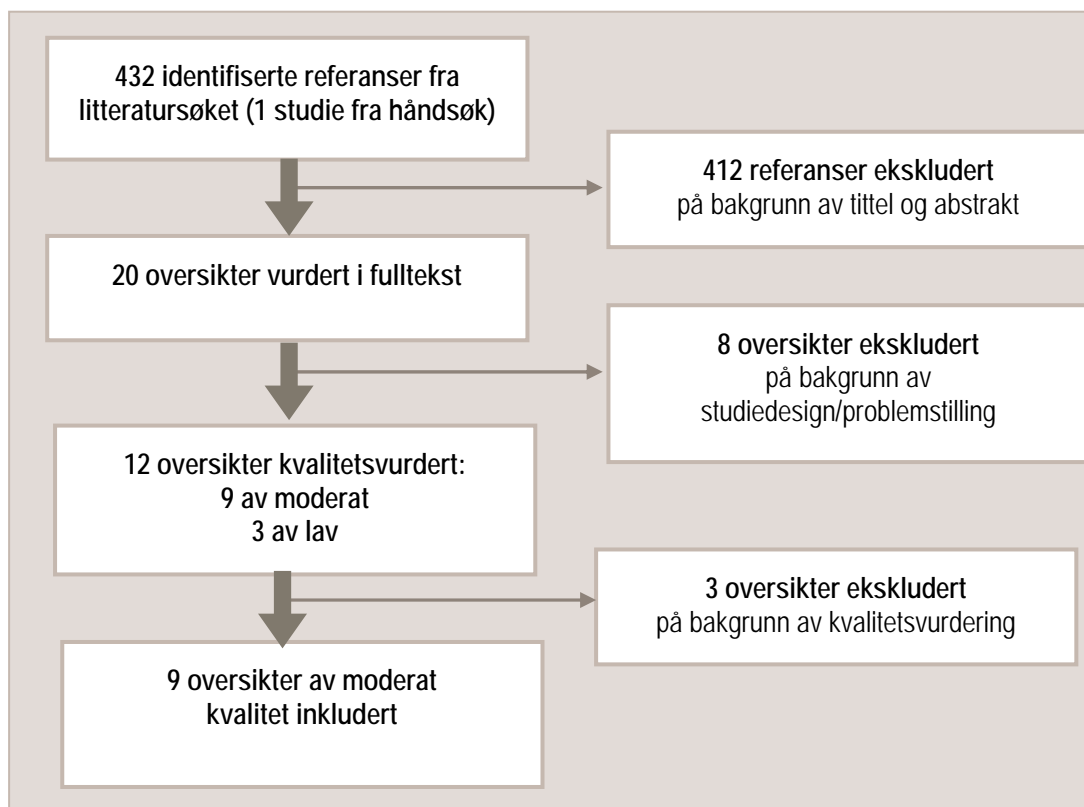 432 identifiserte referanser fra
litteratursøket (1 studie fra håndsøk)
412 referanser ekskludert
på bakgrunn av tittel og abstrakt
20 oversikter vurdert i fulltekst
8 oversikter ekskludert
på bakgrunn av
studiedesign/problemstilling
12 oversikter kvalitetsvurdert:
9 av moderat
3 av lav
3 oversikter ekskludert
på bakgrunn av kvalitetsvurdering
9 oversikter av moderat
kvalitet inkludert